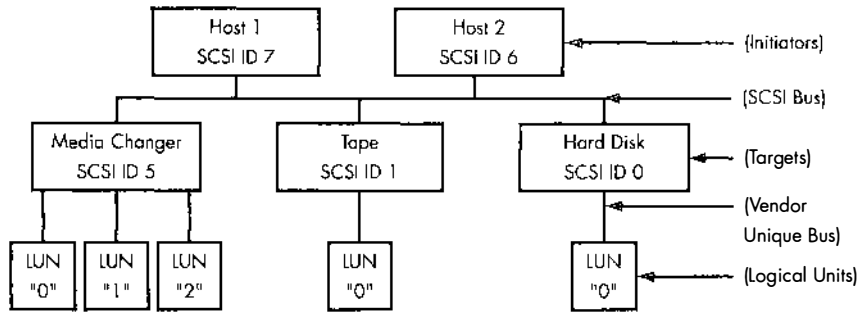 Host 1
SCSI ID 7
Host 2
SCSI ID 6
(Initiators)
(SCSI Bus)
Media Changer
SCSI ID 5
Tape
SCSI ID 1
Hard Disk
SCSI ID 0
(Targets)
(Vendor
Unique Bus)
LUN
"0"
LUN
"1"
LUN
"2"
LUN
"0"
LUN
"0"
(Logical Units)